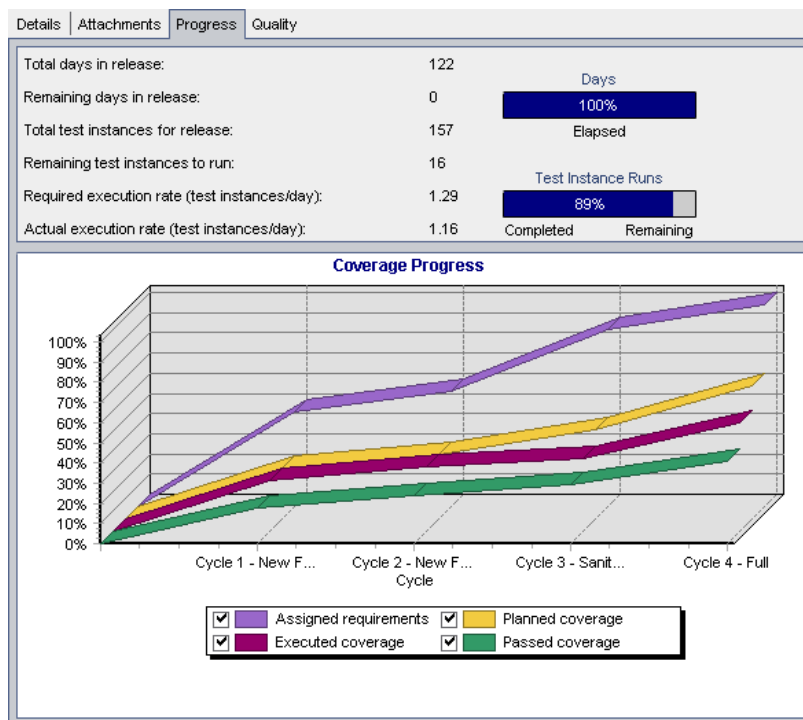 Details Attachments Progress Quality
Total days in release: 122
Days
Remaining days in release: 0
100%
Total test instances for release: 157
Elapsed
Remaining test instances to run: 16
Test Instance Runs
Required execution rate (test instances/day): 1.29
89%
Actual execution rate (test instances/day): 1.16
Completed Remaining
Coverage Progress
100%
90%
80%
70%
60%
50%
40%
30%
20%
10%
0%
Cycle 1 - New F... Cycle 2 - New F... Cycle 3 - Sanit... Cycle 4 - Full
Cycle
Assigned requirements Planned coverage
Executed coverage Passed coverage